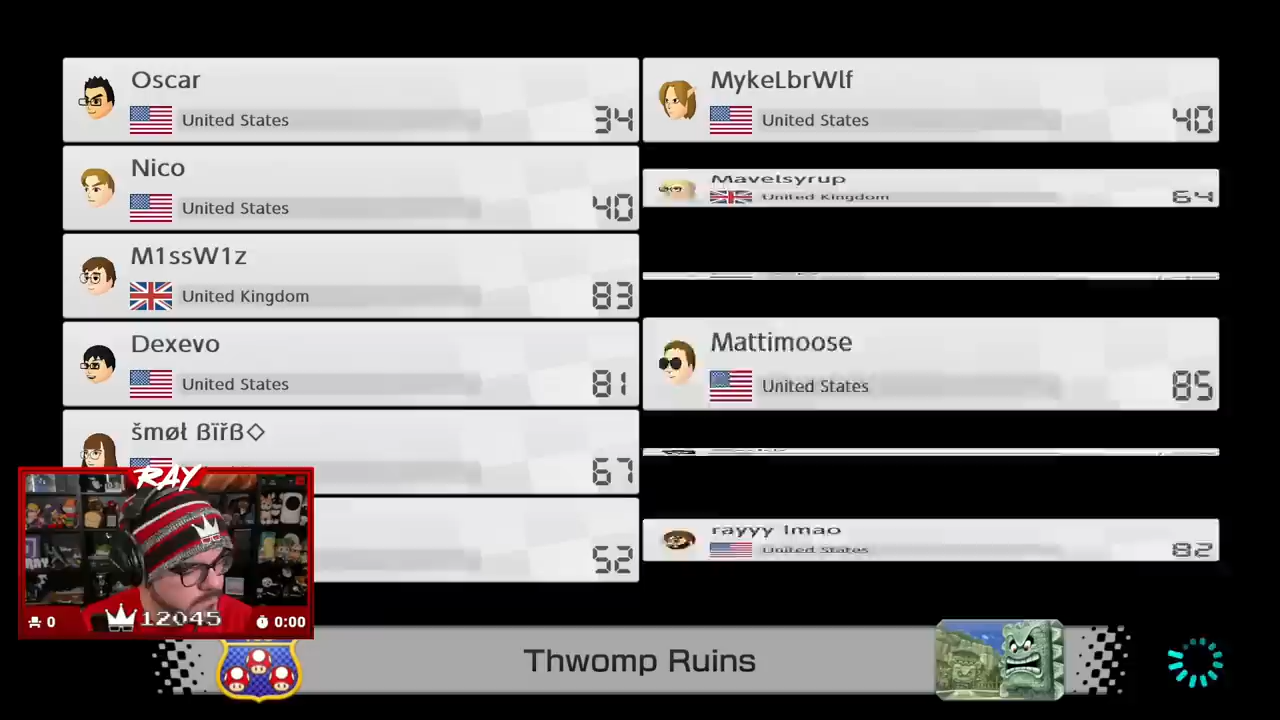 Oscar
United States
34
Nico
United States
40
M1ssW1z
United Kingdom
83
Dexevo
United States
81
šmøł ßïřß◇
67
52
MykeLbrWlf
United States
40
Mavelsyrup
United Kingdom
64
Mattimoose
United States
85
rayyy lmao
United States
82
RAY
0
12045
0:00
Thwomp Ruins